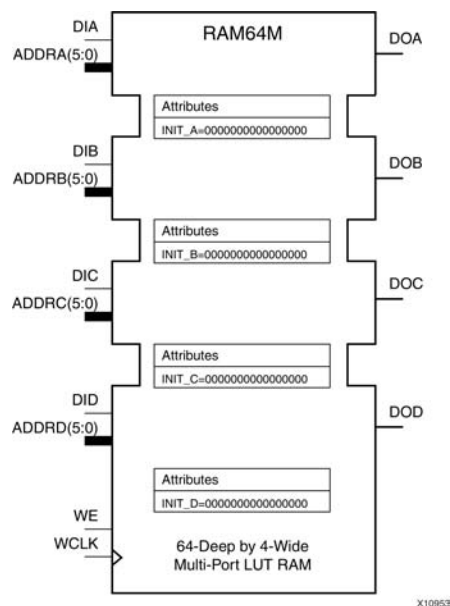 RAM64M
DIA
ADDRA(5:0)
DOA
Attributes
INIT_A=0000000000000000
DIB
ADDRB(5:0)
DOB
Attributes
INIT_B=0000000000000000
DIC
ADDRC(5:0)
DOC
Attributes
INIT_C=0000000000000000
DID
ADDRD(5:0)
DOD
Attributes
INIT_D=0000000000000000
WE
WCLK
64-Deep by 4-Wide
Multi-Port LUT RAM
X10953